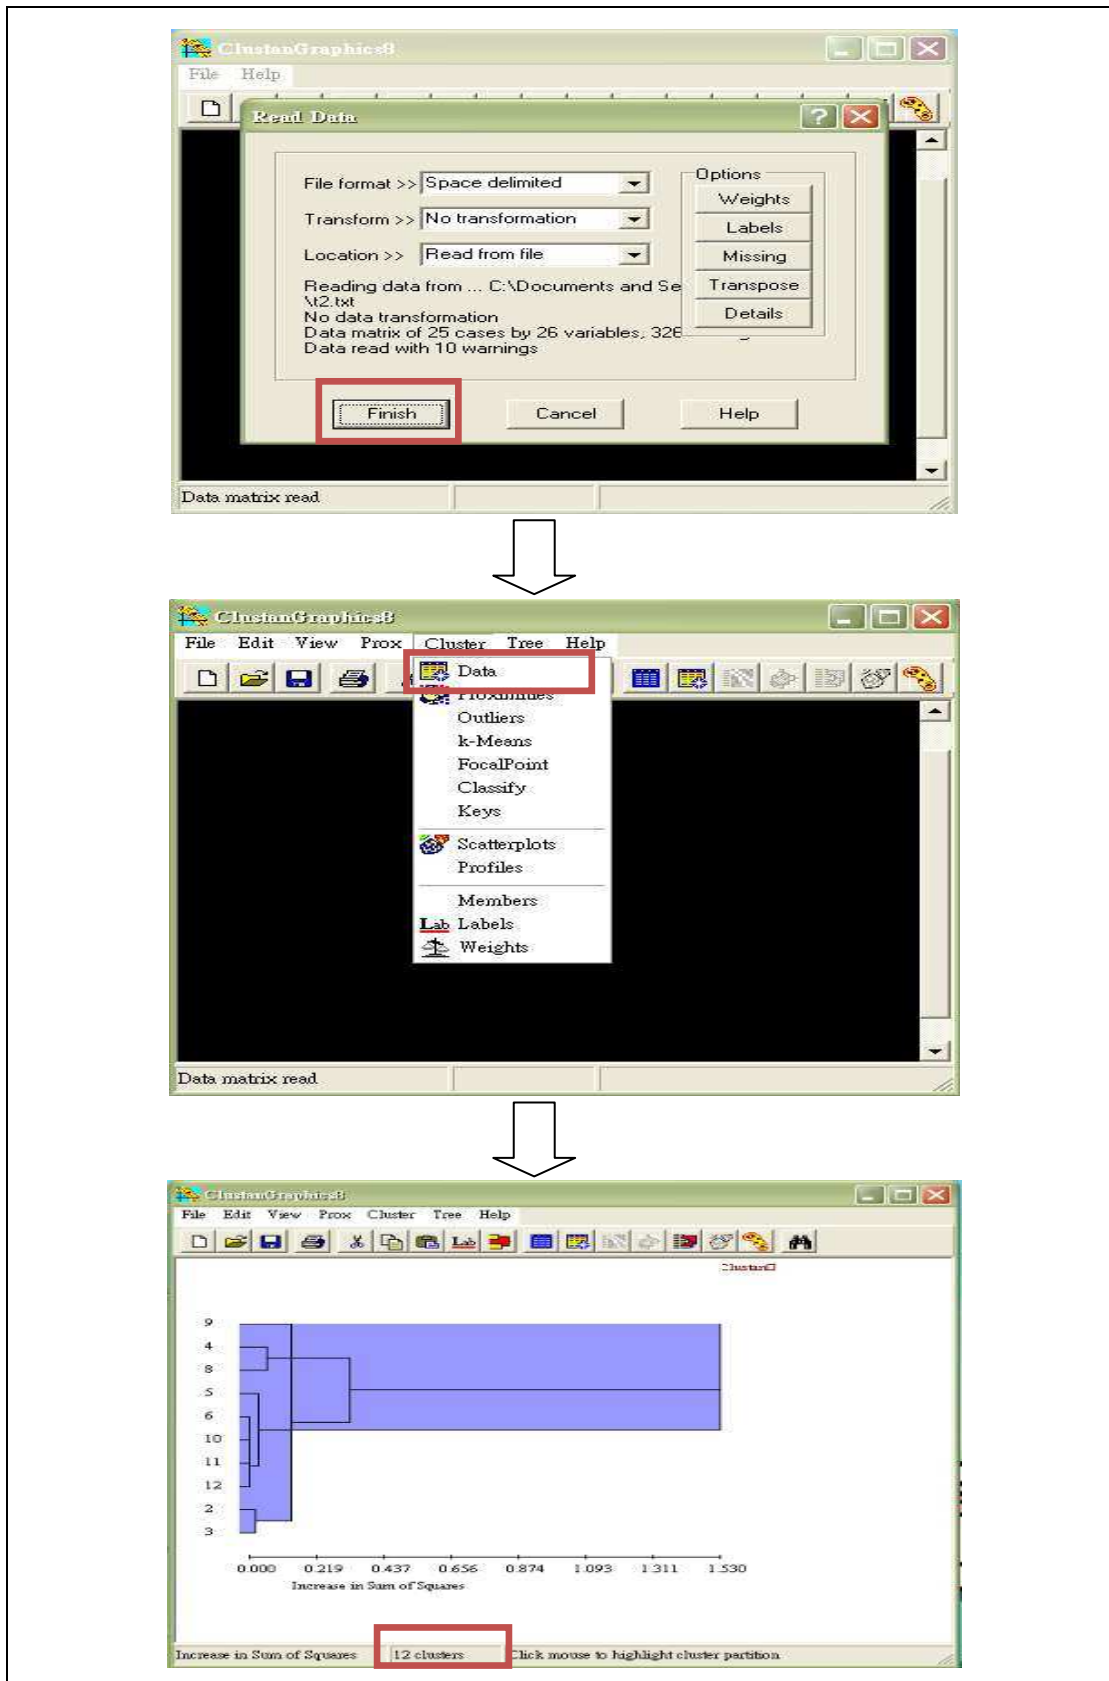 ClustanGraphics8
File Help
Read Data
File format >> Space delimited
Transform >> No transformation
Location >> Read from file
Options
Weights
Labels
Missing
Transpose
Details
Reading data from ... C:\Documents and Se
\t2.txt
No data transformation
Data matrix of 25 cases by 26 variables, 326
Data read with 10 warnings
Finish Cancel Help
Data matrix read
ClustanGraphics8
File Edit View Prox Cluster Tree Help
Data
Proximities
Outliers
k-Means
FocalPoint
Classify
Keys
Scatterplots
Profiles
Members
Lab Labels
Weights
Data matrix read
ClustanGraphics8
File Edit View Prox Cluster Tree Help
Lab
9
4
8
5
6
10
11
12
2
3
0.000 0.219 0.437 0.656 0.874 1.093 1.311 1.530
Increase in Sum of Squares
Increase in Sum of Squares 12 clusters Click mouse to highlight cluster partition